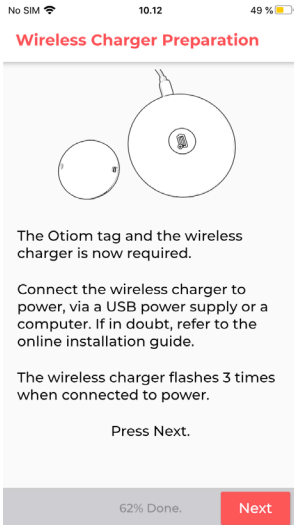 No SIM 10.12 49 %
Wireless Charger Preparation
The Otiom tag and the wireless
charger is now required.
Connect the wireless charger to
power, via a USB power supply or a
computer. If in doubt, refer to the
online installation guide.
The wireless charger flashes 3 times
when connected to power.
Press Next.
62% Done.
Next